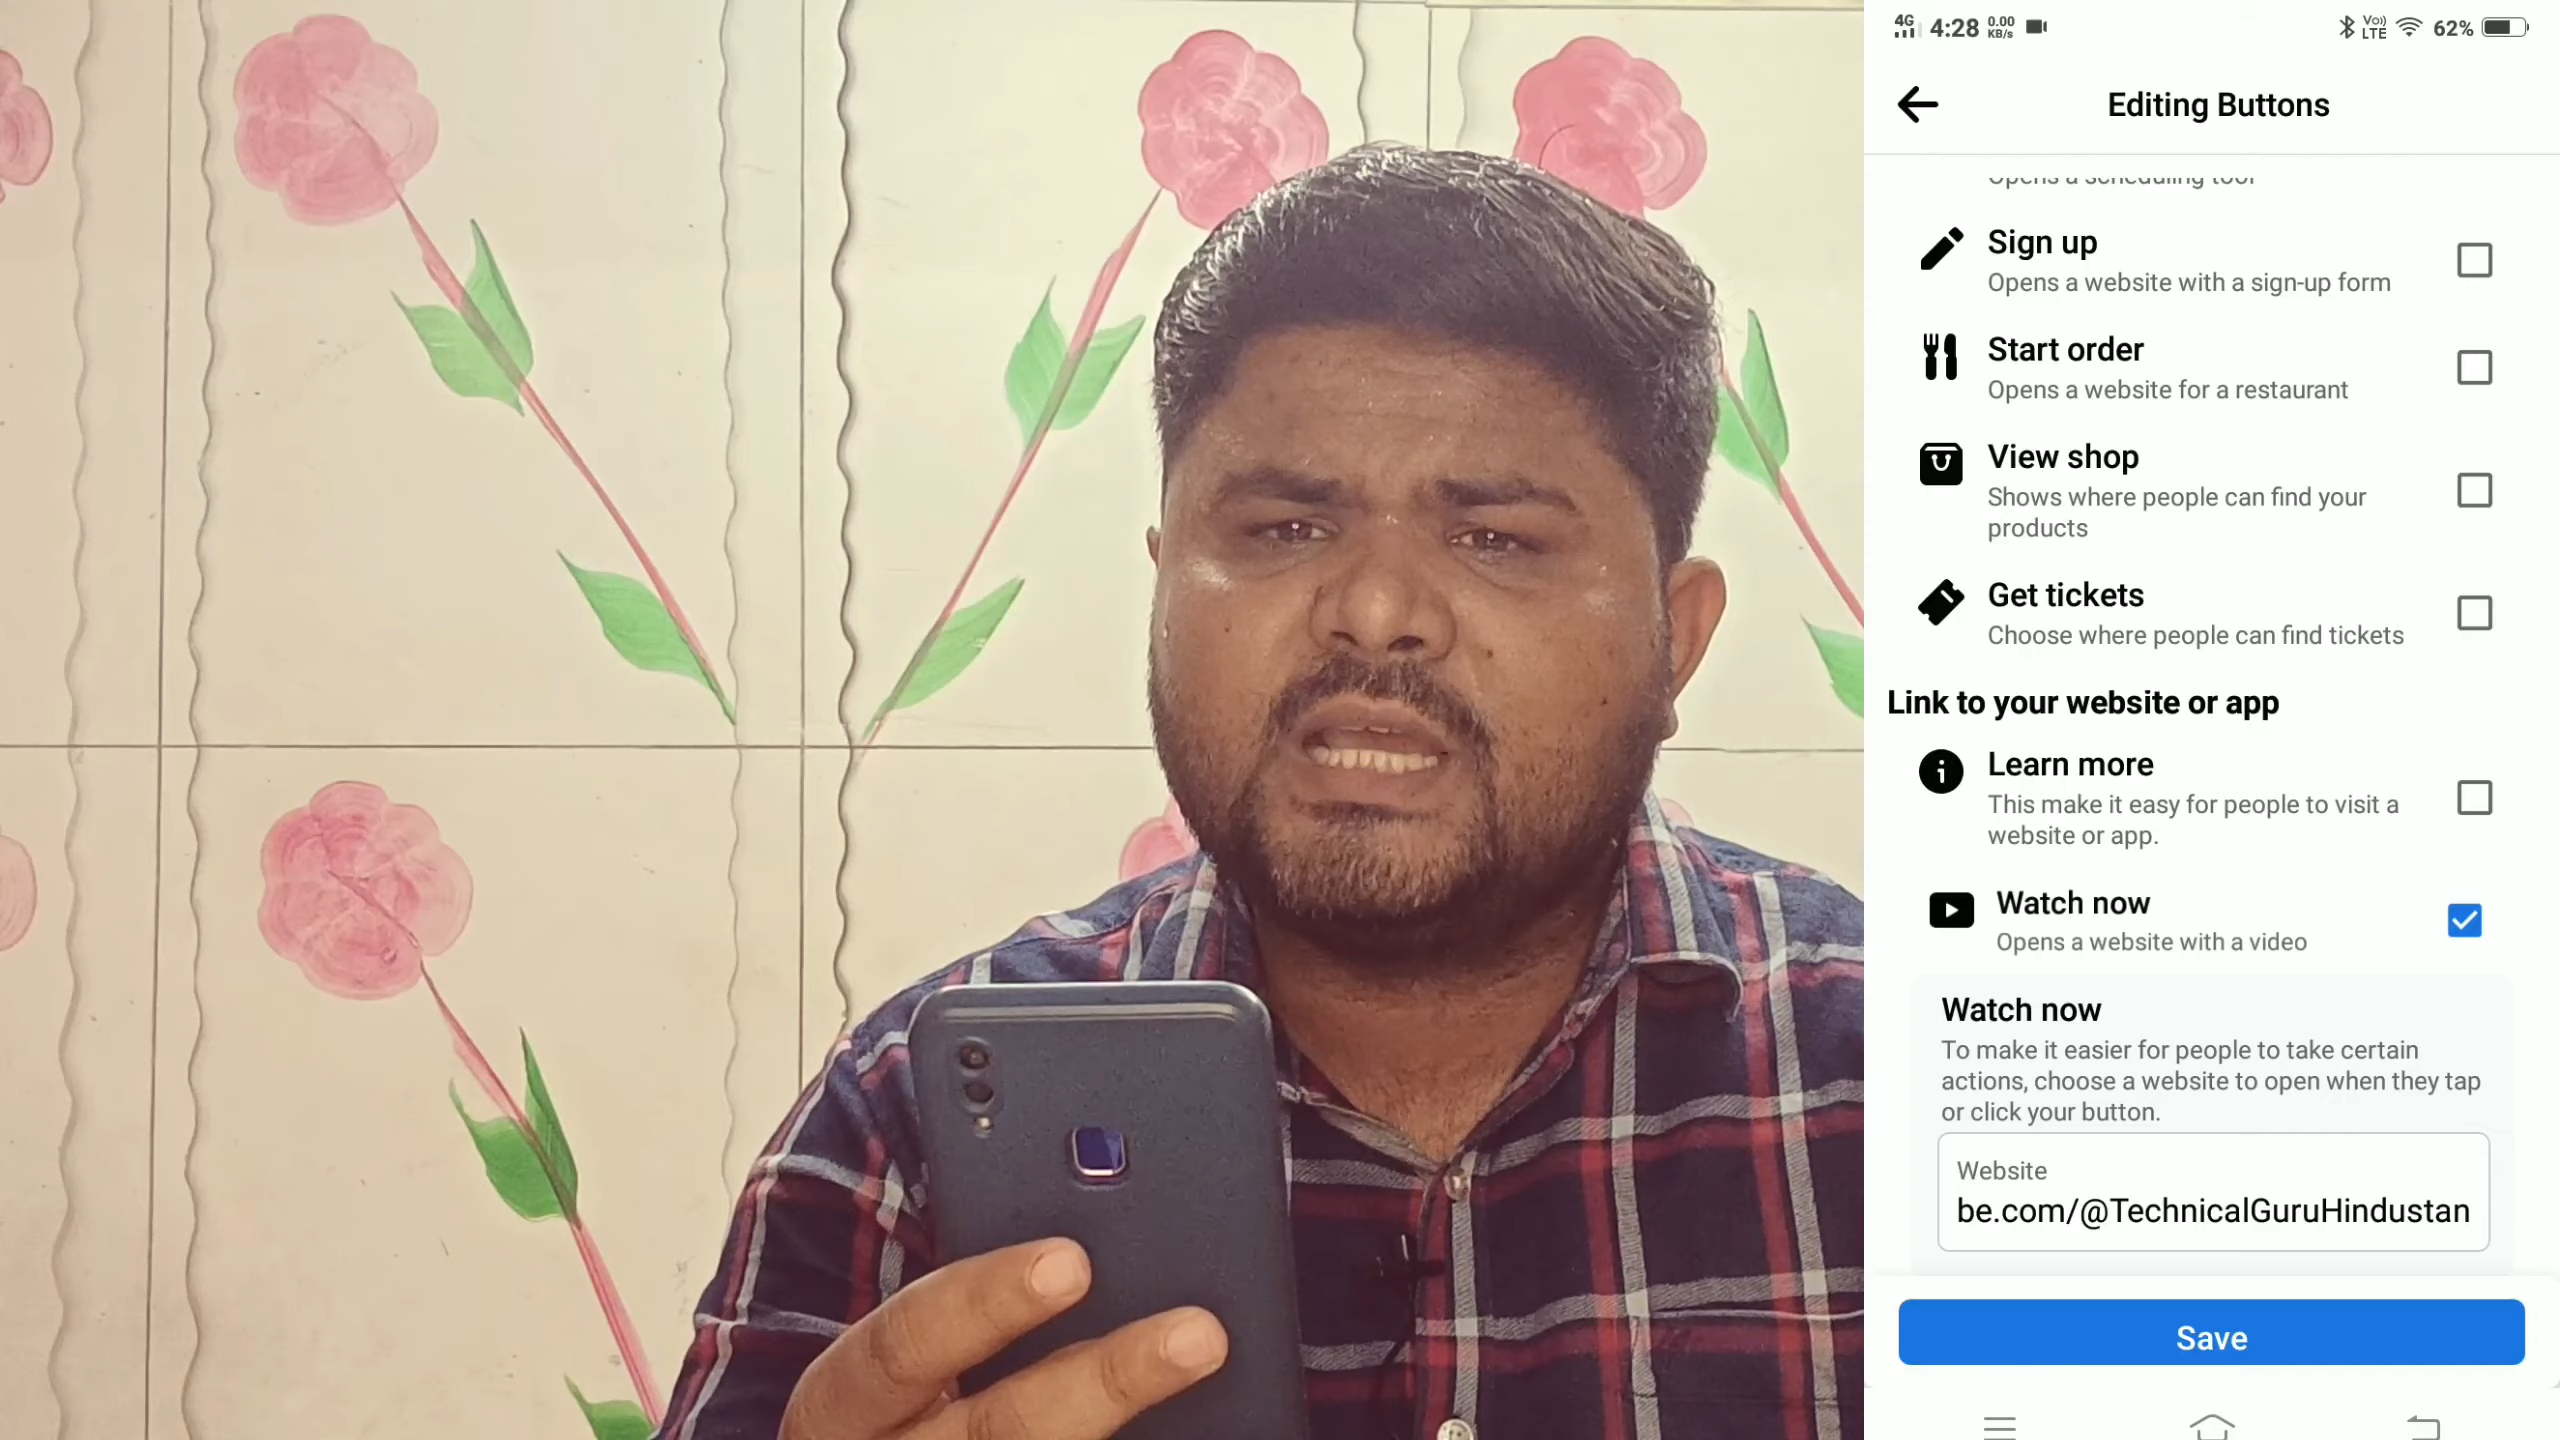 4G 4:28 0.00 KB/s Vo) LTE 62%
Editing Buttons
Opens a scheduling tool
Sign up
Opens a website with a sign-up form
Start order
Opens a website for a restaurant
View shop
Shows where people can find your
products
Get tickets
Choose where people can find tickets
Link to your website or app
Learn more
This make it easy for people to visit a
website or app.
Watch now
Opens a website with a video
Watch now
To make it easier for people to take certain
actions, choose a website to open when they tap
or click your button.
Website
be.com/@TechnicalGuruHindustan
Save